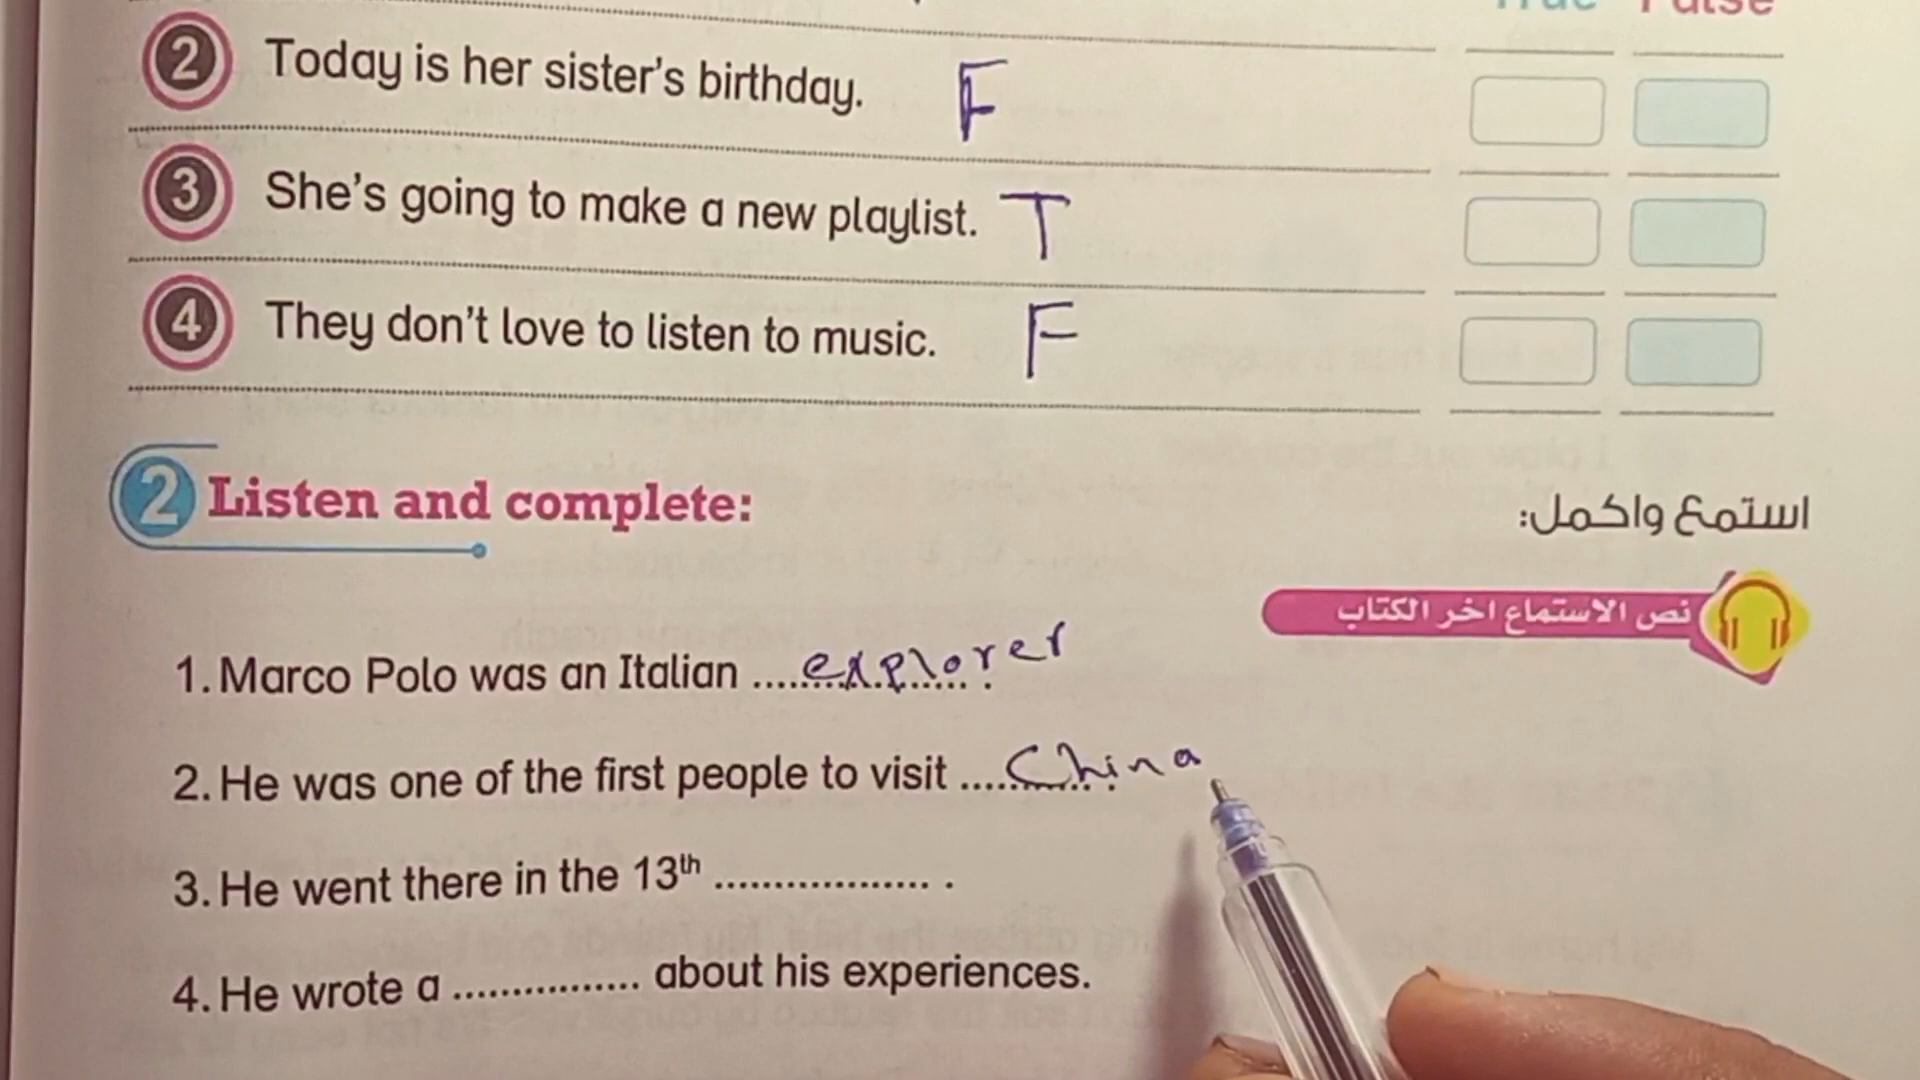 2 Today is her sister's birthday. F
3 She's going to make a new playlist. T
4 They don't love to listen to music. F
2 Listen and complete:
استمع واكمل:
نص الاستماع اخر الكتاب
1. Marco Polo was an Italian ....explorer.... .
2. He was one of the first people to visit ....China.... .
3. He went there in the 13th .................. .
4. He wrote a ................ about his experiences.